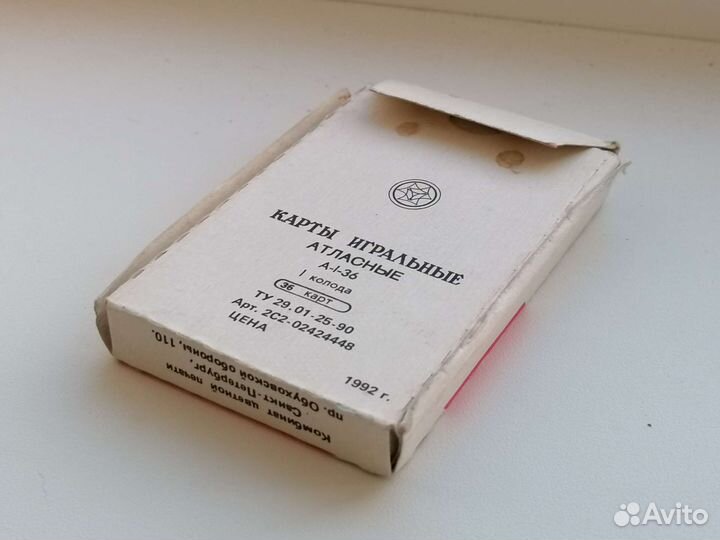 КАРТЫ ИГРАЛЬНЫЕ
АТЛАСНЫЕ
А-I-36
I колода
36 карт
ТУ 29.01-25-90
Арт. 2С2-02424448
ЦЕНА
1992 г.
Комбинат цветной печати
Санкт-Петербург,
пр. Обуховской обороны, 110.
Avito